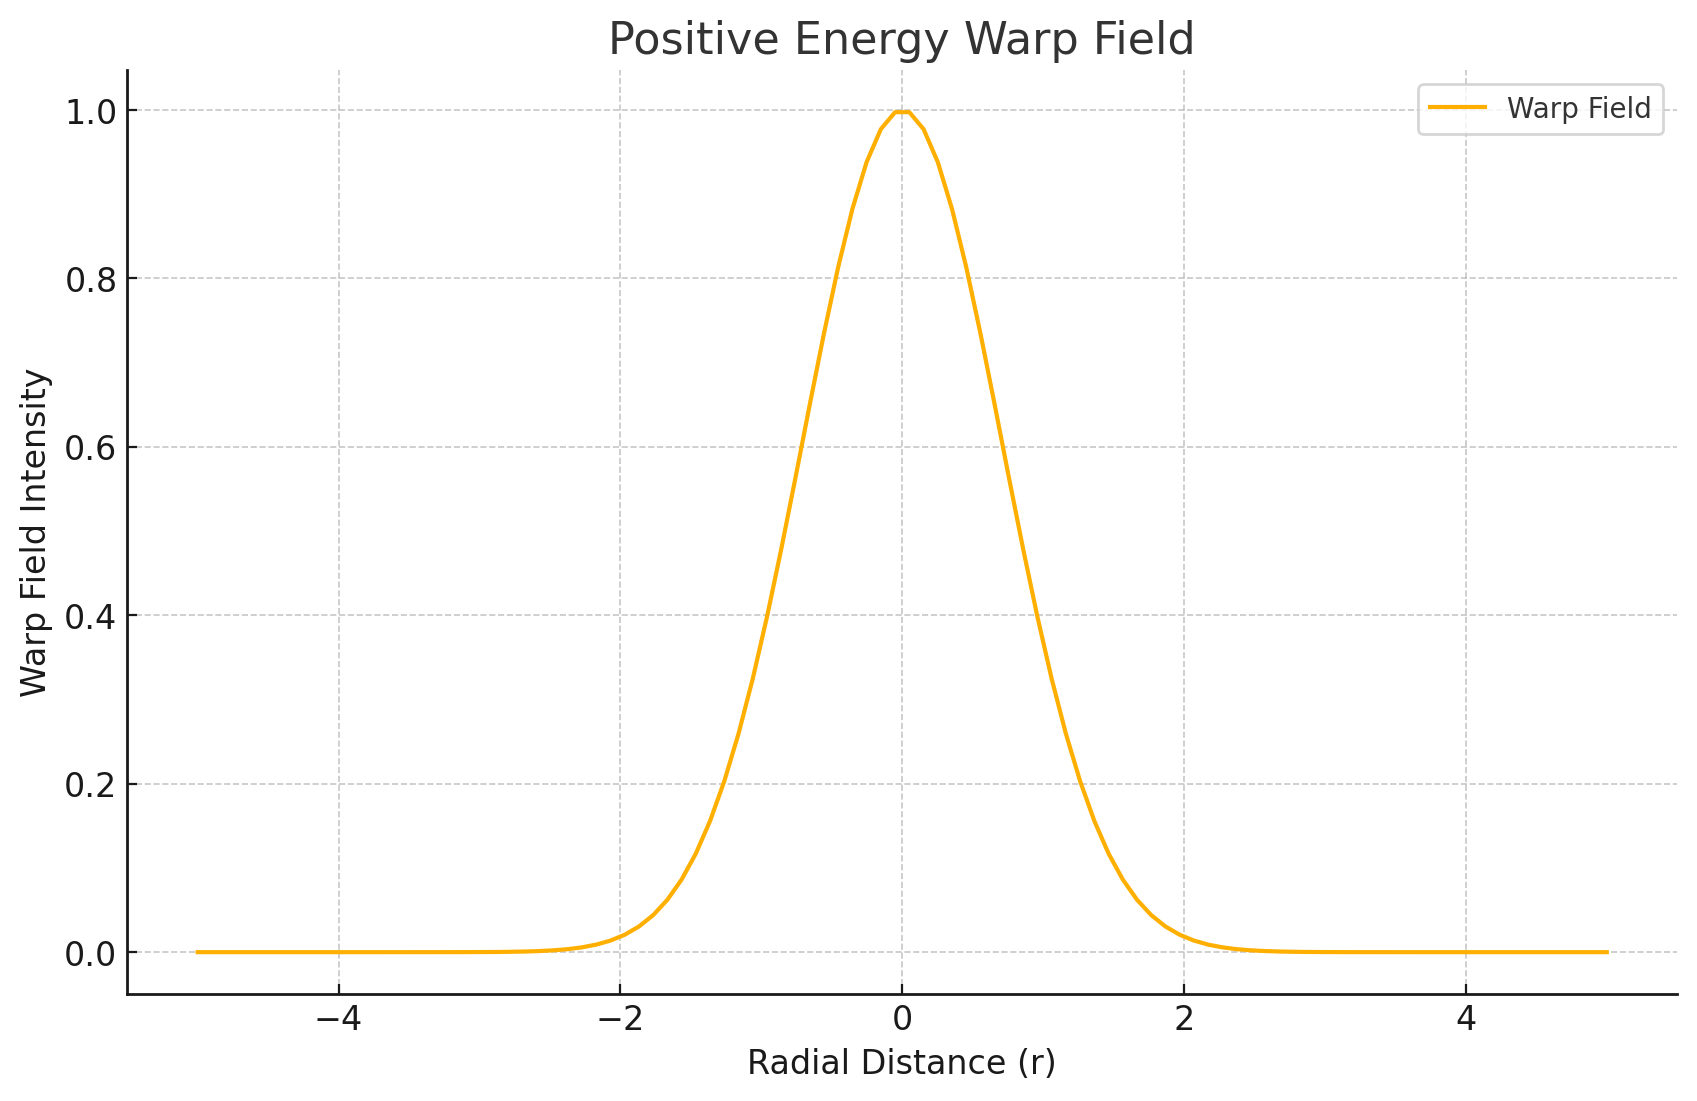 Positive Energy Warp Field
Warp Field
1.0
0.8
0.6
0.4
0.2
0.0
Warp Field Intensity
−4
−2
0
2
4
Radial Distance (r)